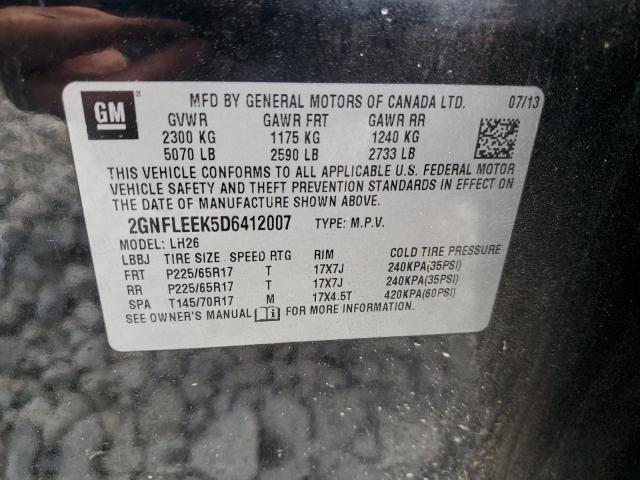 GM
MFD BY GENERAL MOTORS OF CANADA LTD. 07/13
GVWR GAWR FRT GAWR RR
2300 KG 1175 KG 1240 KG
5070 LB 2590 LB 2733 LB
THIS VEHICLE CONFORMS TO ALL APPLICABLE U.S. FEDERAL MOTOR
VEHICLE SAFETY AND THEFT PREVENTION STANDARDS IN EFFECT ON
THE DATE OF MANUFACTURE SHOWN ABOVE.
2GNFLEEK5D6412007 TYPE: M.P.V.
MODEL: LH26
LBBJ TIRE SIZE SPEED RTG RIM COLD TIRE PRESSURE
FRT P225/65R17 T 17X7J 240KPA(35PSI)
RR P225/65R17 T 17X7J 240KPA(35PSI)
SPA T145/70R17 M 17X4.5T 420KPA(60PSI)
SEE OWNER'S MANUAL FOR MORE INFORMATION.